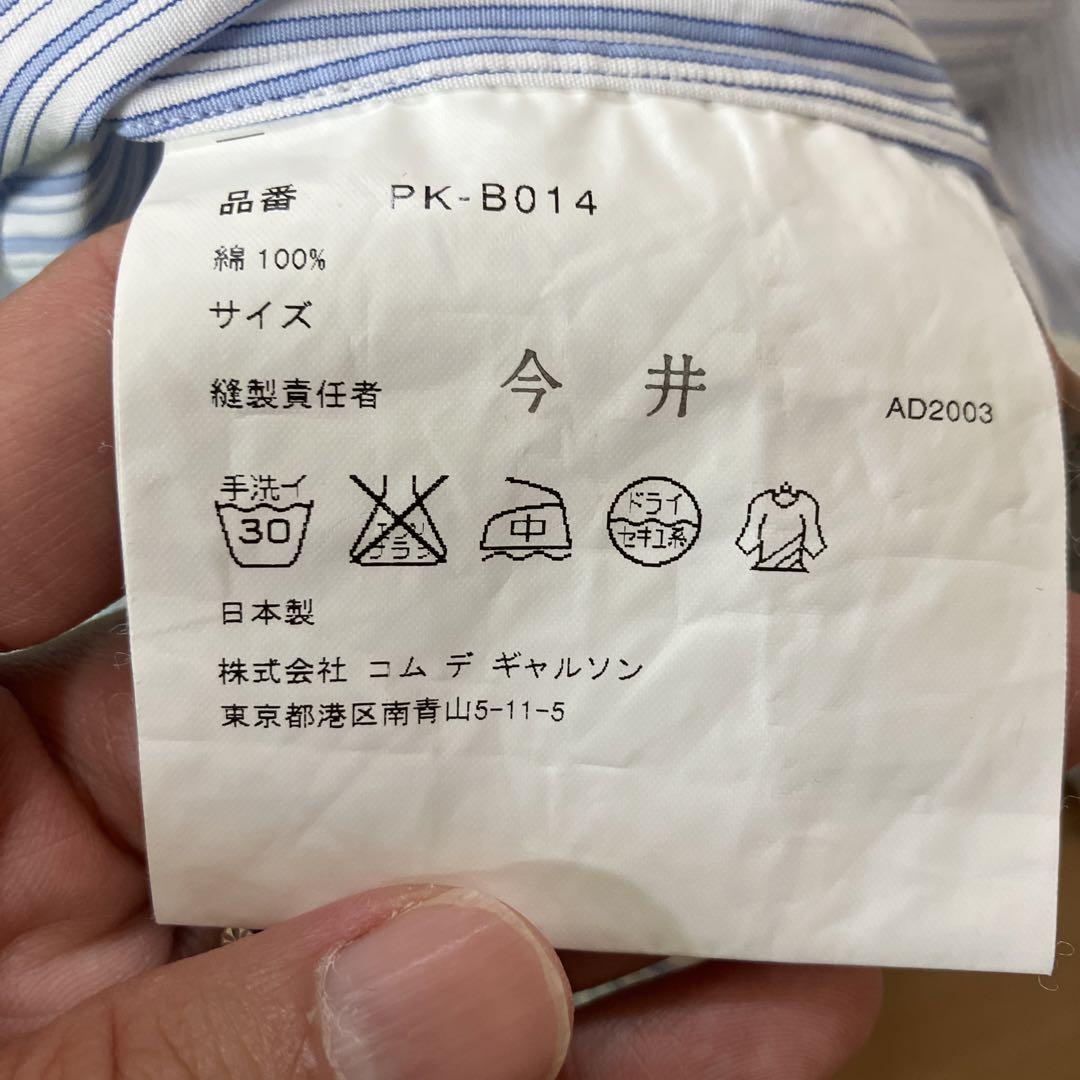 品番 PK-B014
綿 100%
サイズ
縫製責任者 今井 AD2003
手洗イ
30
エンソ
ブラシ
中
ドライ
セキユ系
日本製
株式会社 コム デ ギャルソン
東京都港区南青山5-11-5